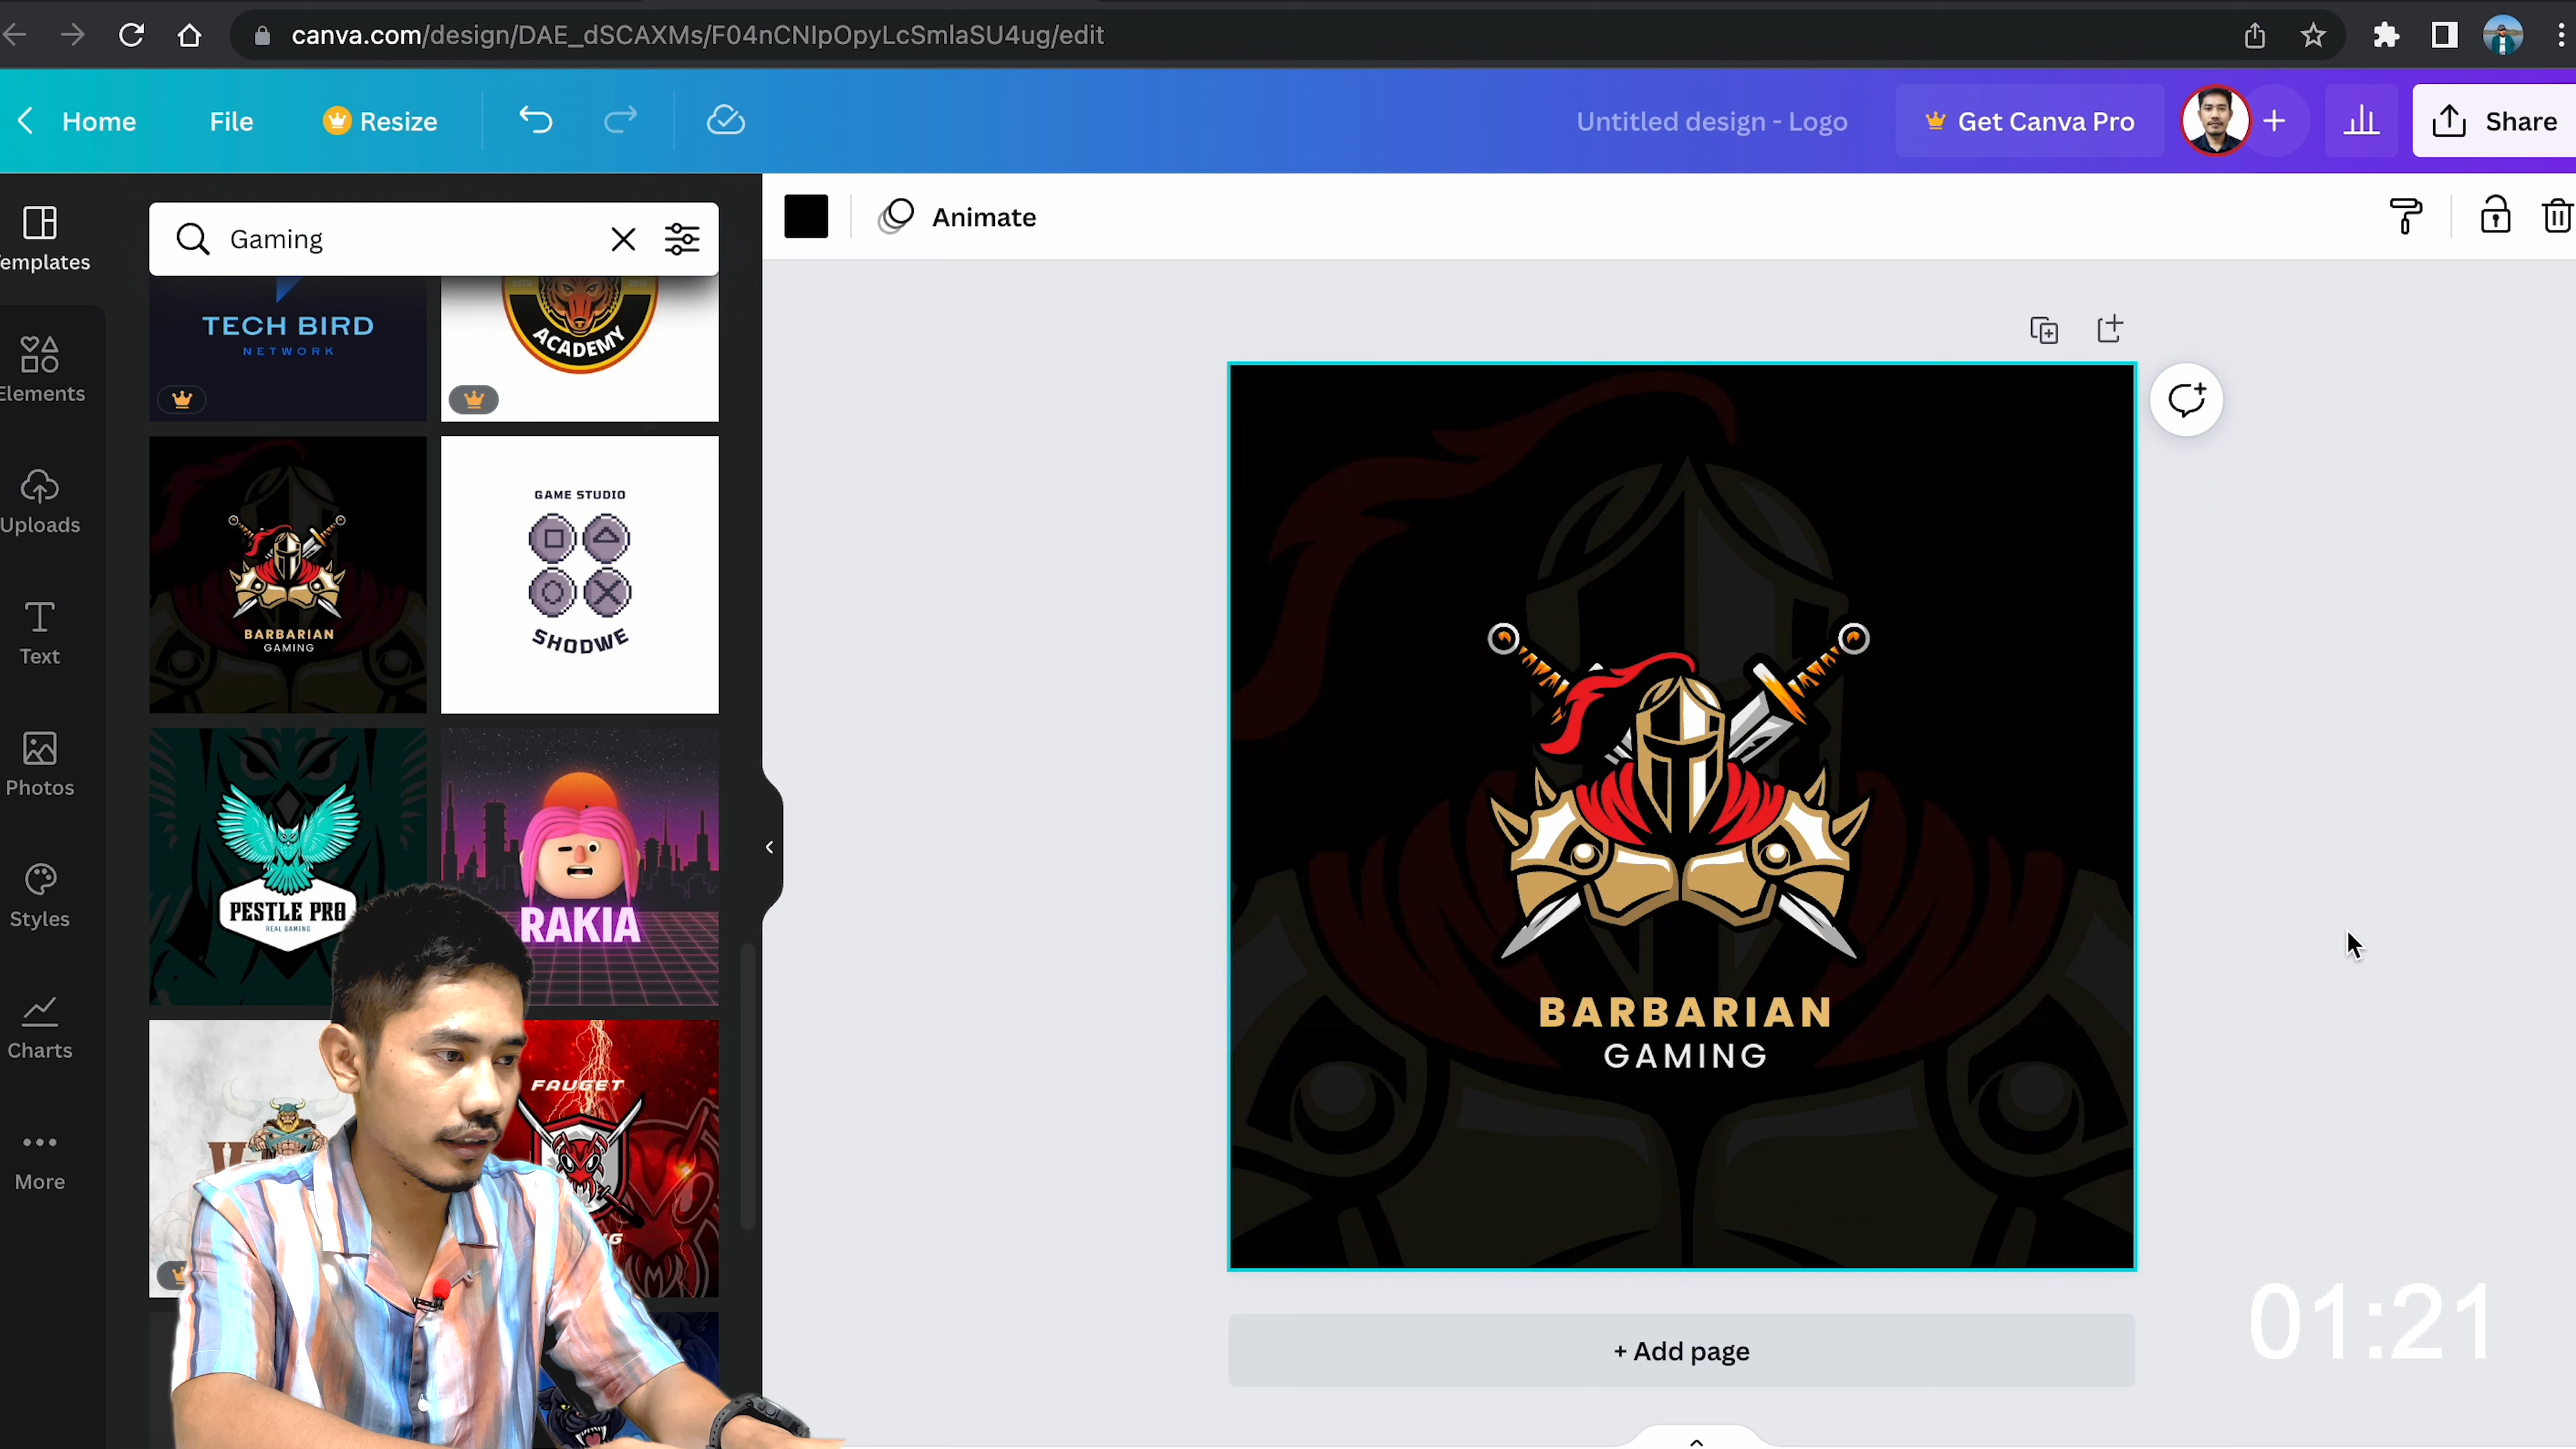 canva.com/design/DAE_dSCAXMs/F04nCNIpOpyLcSmlaSU4ug/edit
Home
File
Resize
Untitled design - Logo
Get Canva Pro
Share
Gaming
Animate
emplates
Elements
Uploads
Text
Photos
Styles
Charts
More
TECH BIRD
NETWORK
ACADEMY
BARBARIAN
GAMING
GAME STUDIO
SHODWE
PESTLE PRO
REAL GAMING
RAKIA
FAUGET
BARBARIAN
GAMING
+ Add page
01:21